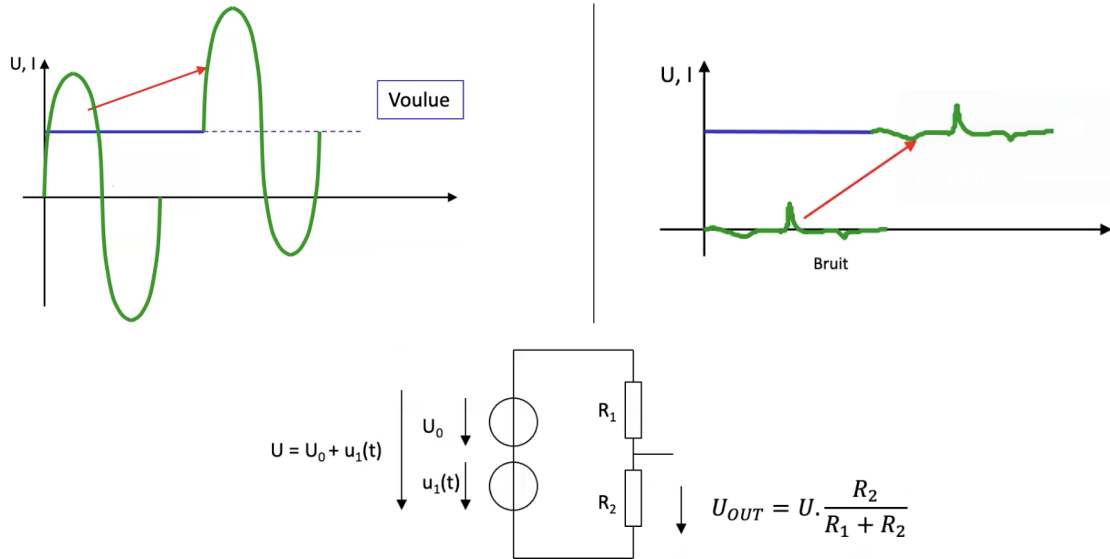 U, I
Voulue
U, I
Bruit
R₁
U₀
U = U₀ + u₁(t)
u₁(t)
R₂
U_OUT = U. R₂ / (R₁ + R₂)